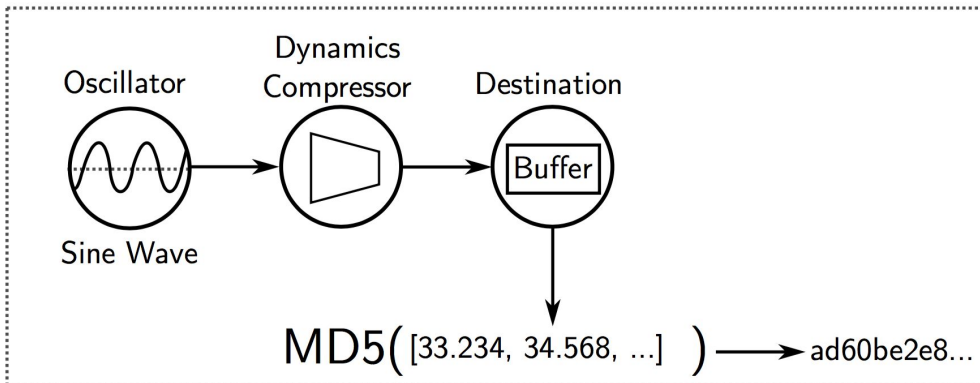 Dynamics
Oscillator
Compressor
Destination
Buffer
Sine Wave
MD5([33.234, 34.568, ...] )
ad60be2e8...